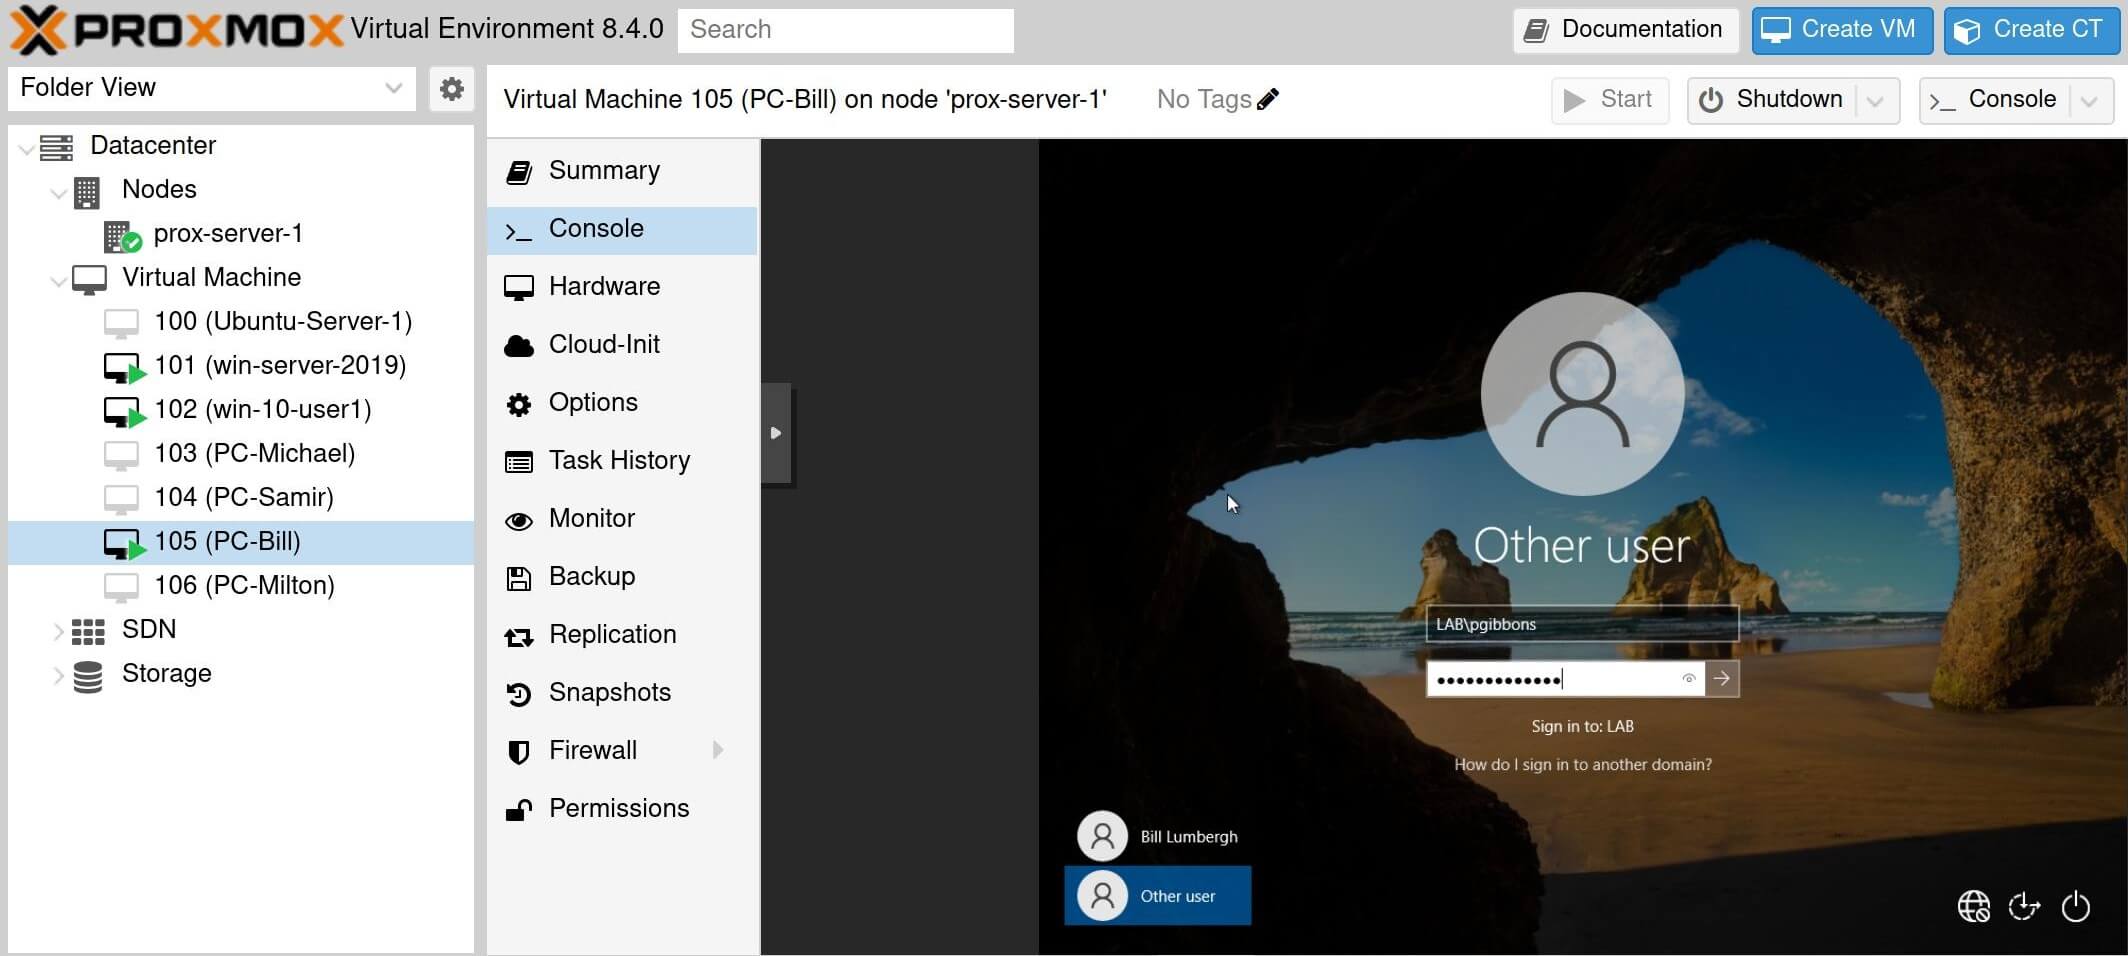 PROXMOX Virtual Environment 8.4.0 Search Documentation Create VM Create CT
Folder View
Virtual Machine 105 (PC-Bill) on node 'prox-server-1' No Tags Start Shutdown Console
Datacenter
Nodes
prox-server-1
Virtual Machine
100 (Ubuntu-Server-1)
101 (win-server-2019)
102 (win-10-user1)
103 (PC-Michael)
104 (PC-Samir)
105 (PC-Bill)
106 (PC-Milton)
SDN
Storage
Summary
Console
Hardware
Cloud-Init
Options
Task History
Monitor
Backup
Replication
Snapshots
Firewall
Permissions
Other user
LAB\pgibbons
•••••••••••••
Sign in to: LAB
How do I sign in to another domain?
Bill Lumbergh
Other user